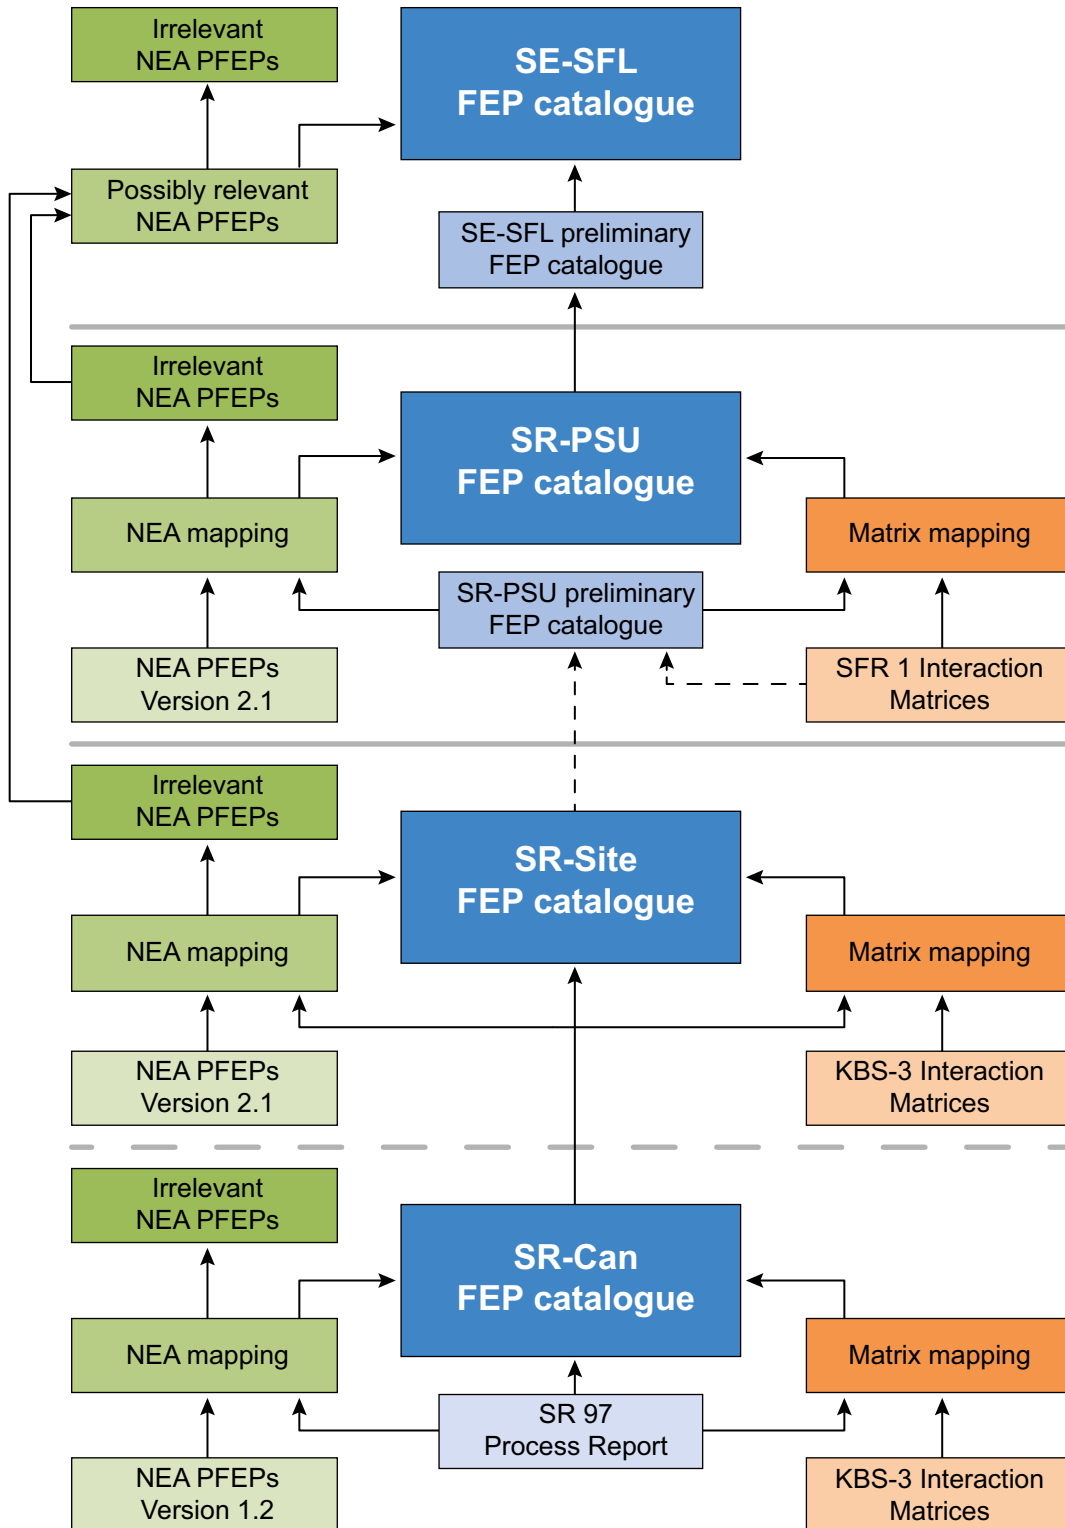 Irrelevant
NEA PFEPs
SE-SFL
FEP catalogue
Possibly relevant
NEA PFEPs
SE-SFL preliminary
FEP catalogue
Irrelevant
NEA PFEPs
SR-PSU
FEP catalogue
NEA mapping
Matrix mapping
SR-PSU preliminary
FEP catalogue
NEA PFEPs
Version 2.1
SFR 1 Interaction
Matrices
Irrelevant
NEA PFEPs
SR-Site
FEP catalogue
NEA mapping
Matrix mapping
NEA PFEPs
Version 2.1
KBS-3 Interaction
Matrices
Irrelevant
NEA PFEPs
SR-Can
FEP catalogue
NEA mapping
Matrix mapping
SR 97
Process Report
NEA PFEPs
Version 1.2
KBS-3 Interaction
Matrices